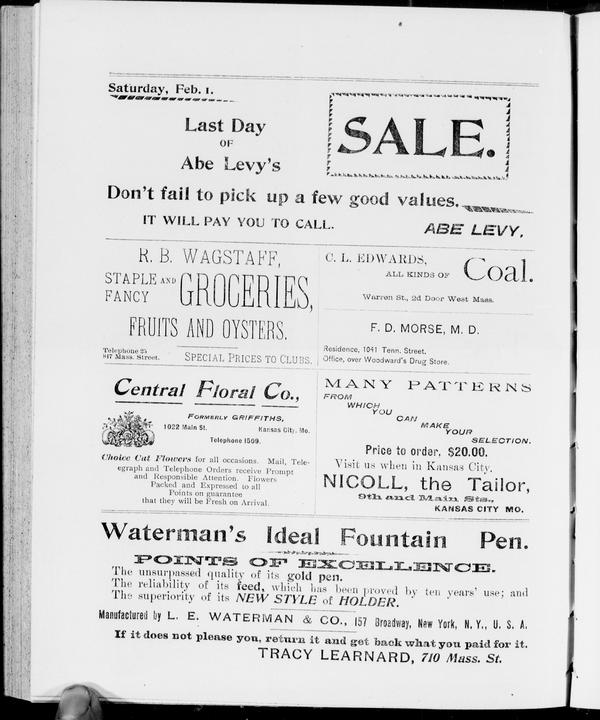 Saturday, Feb. 1.
Last Day
OF
Abe Levy's
SALE.
Don't fail to pick up a few good values.
IT WILL PAY YOU TO CALL.
ABE LEVY,
R. B. WAGSTAFF,
STAPLE AND FANCY GROCERIES,
FRUITS AND OYSTERS.
Telephone 25
847 Mass. Street.
SPECIAL PRICES TO CLUBS.
C. L. EDWARDS,
ALL KINDS OF Coal.
Warren St., 2d Door West Mass.
F. D. MORSE, M. D.
Residence, 1041 Tenn. Street.
Office, over Woodward's Drug Store.
Central Floral Co.,
FORMERLY GRIFFITHS,
1022 Main St. Kansas City, Mo.
Telephone 1509.
Choice Cut Flowers for all occasions. Mail, Tele-
egraph and Telephone Orders receive Prompt
and Responsible Attention. Flowers
Packed and Expressed to all
Points on guarantee
that they will be Fresh on Arrival.
MANY PATTERNS
FROM
WHICH
YOU
CAN
MAKE
YOUR
SELECTION.
Price to order, $20.00.
Visit us when in Kansas City.
NICOLL, the Tailor,
9th and Main Sts.,
KANSAS CITY MO.
Waterman's Ideal Fountain Pen.
POINTS OF EXCELLENCE.
The unsurpassed quality of its gold pen.
The reliability of its feed, which has been proved by ten years' use; and
The superiority of its NEW STYLE of HOLDER.
Manufactured by L. E. WATERMAN & CO., 157 Broadway, New York, N. Y., U. S. A.
If it does not please you, return it and get back what you paid for it.
TRACY LEARNARD, 710 Mass. St.